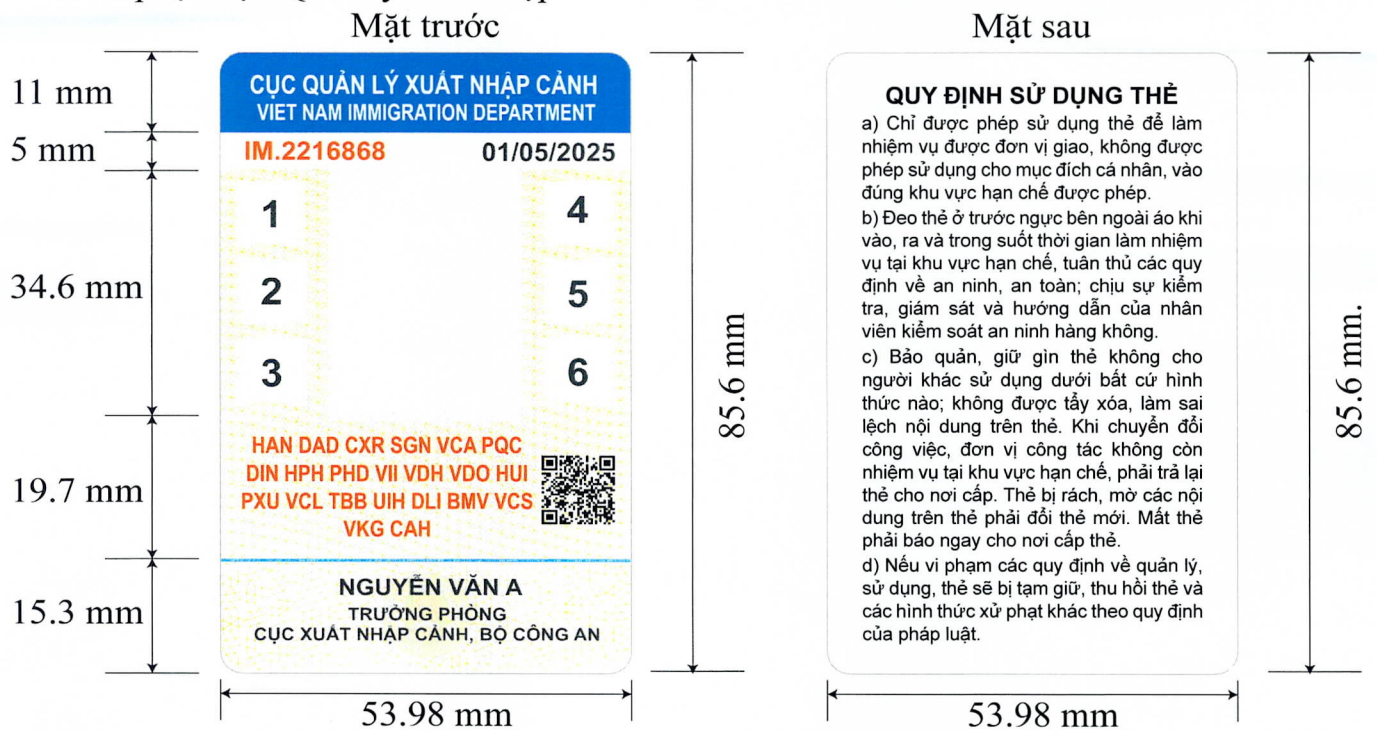 Mặt trước
Mặt sau
11 mm
5 mm
34.6 mm
19.7 mm
15.3 mm
CỤC QUẢN LÝ XUẤT NHẬP CẢNH
VIET NAM IMMIGRATION DEPARTMENT
IM.2216868 01/05/2025
1 4
2 5
3 6
HAN DAD CXR SGN VCA PQC
DIN HPH PHD VII VDH VDO HUI
PXU VCL TBB UIH DLI BMV VCS
VKG CAH
NGUYỄN VĂN A
TRƯỞNG PHÒNG
CỤC XUẤT NHẬP CẢNH, BỘ CÔNG AN
53.98 mm
85.6 mm
QUY ĐỊNH SỬ DỤNG THẺ
a) Chỉ được phép sử dụng thẻ để làm
nhiệm vụ được đơn vị giao, không được
phép sử dụng cho mục đích cá nhân, vào
đúng khu vực hạn chế được phép.
b) Đeo thẻ ở trước ngực bên ngoài áo khi
vào, ra và trong suốt thời gian làm nhiệm
vụ tại khu vực hạn chế, tuân thủ các quy
định về an ninh, an toàn; chịu sự kiểm
tra, giám sát và hướng dẫn của nhân
viên kiểm soát an ninh hàng không.
c) Bảo quản, giữ gìn thẻ không cho
người khác sử dụng dưới bất cứ hình
thức nào; không được tẩy xóa, làm sai
lệch nội dung trên thẻ. Khi chuyển đổi
công việc, đơn vị công tác không còn
nhiệm vụ tại khu vực hạn chế, phải trả lại
thẻ cho nơi cấp. Thẻ bị rách, mờ các nội
dung trên thẻ phải đổi thẻ mới. Mất thẻ
phải báo ngay cho nơi cấp thẻ.
d) Nếu vi phạm các quy định về quản lý,
sử dụng, thẻ sẽ bị tạm giữ, thu hồi thẻ và
các hình thức xử phạt khác theo quy định
của pháp luật.
53.98 mm
85.6 mm.